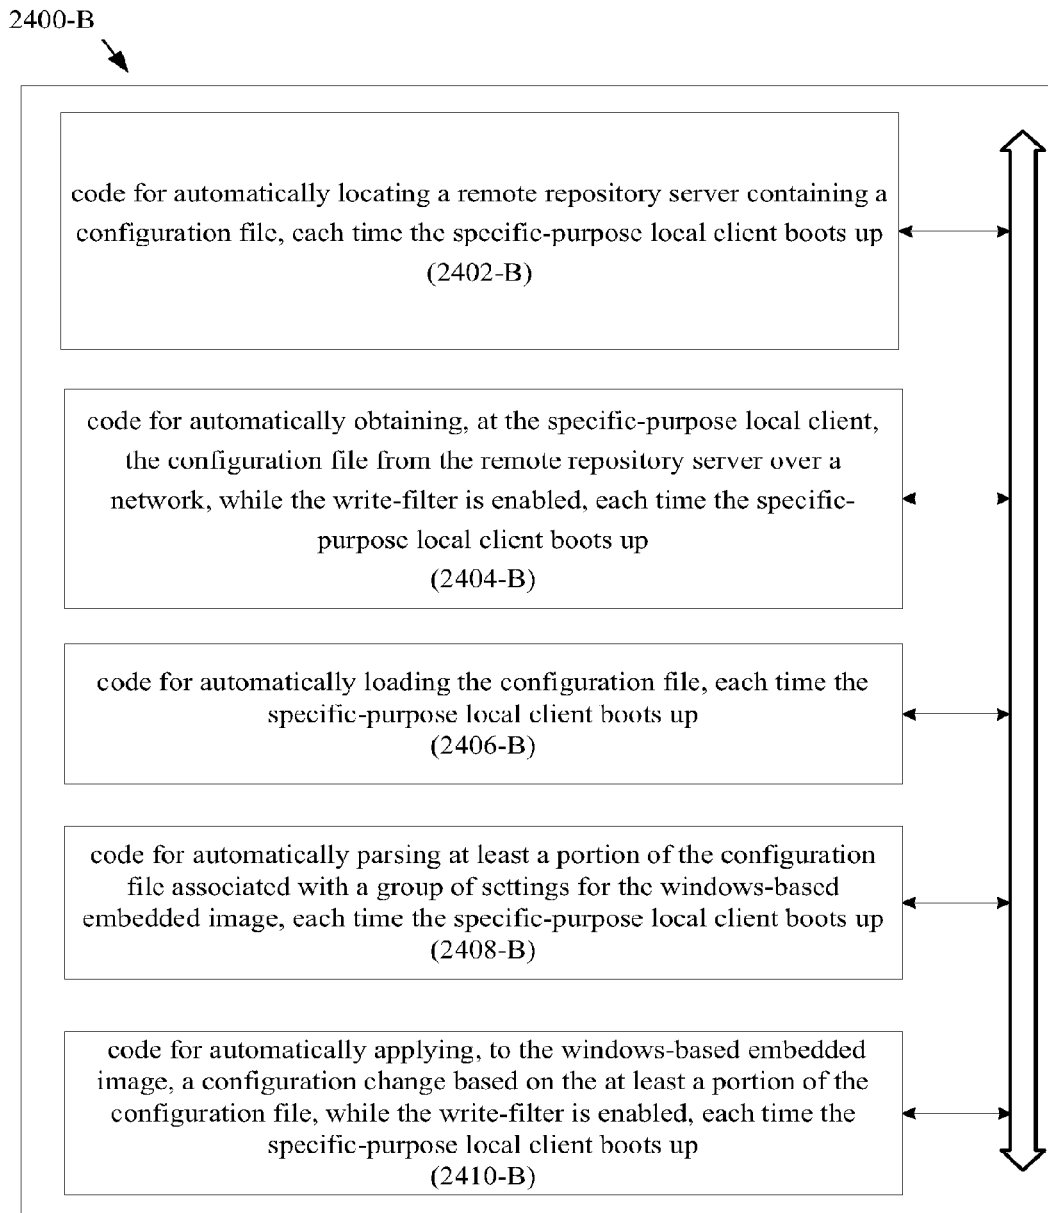 2400-B
code for automatically locating a remote repository server containing a
configuration file, each time the specific-purpose local client boots up
(2402-B)
code for automatically obtaining, at the specific-purpose local client,
the configuration file from the remote repository server over a
network, while the write-filter is enabled, each time the specific-
purpose local client boots up
(2404-B)
code for automatically loading the configuration file, each time the
specific-purpose local client boots up
(2406-B)
code for automatically parsing at least a portion of the configuration
file associated with a group of settings for the windows-based
embedded image, each time the specific-purpose local client boots up
(2408-B)
code for automatically applying, to the windows-based embedded
image, a configuration change based on the at least a portion of the
configuration file, while the write-filter is enabled, each time the
specific-purpose local client boots up
(2410-B)